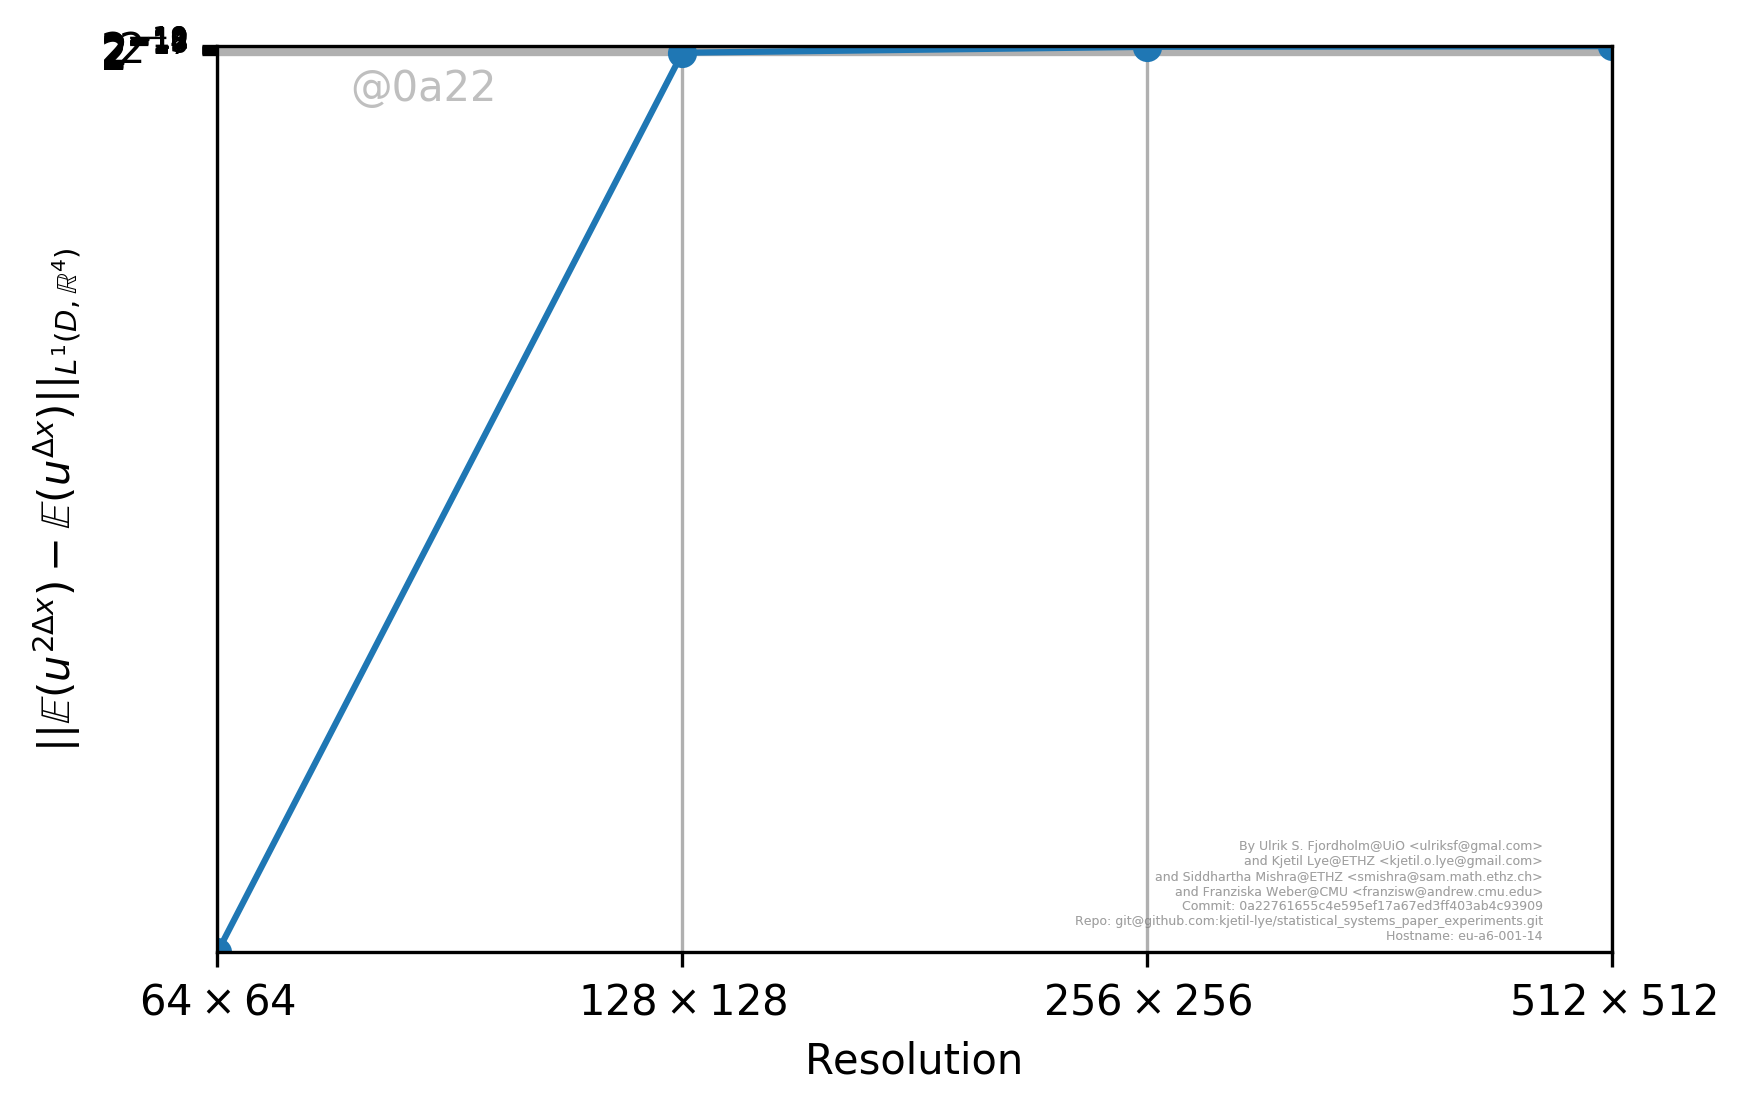 @0a22
||𝔼(u^{2Δx}) − 𝔼(u^{Δx})||_{L^1(D, ℝ^4)}
By Ulrik S. Fjordholm@UiO <ulriksf@gmal.com>
and Kjetil Lye@ETHZ <kjetil.o.lye@gmail.com>
and Siddhartha Mishra@ETHZ <smishra@sam.math.ethz.ch>
and Franziska Weber@CMU <franzisw@andrew.cmu.edu>
Commit: 0a22761655c4e595ef17a67ed3ff403ab4c93909
Repo: git@github.com:kjetil-lye/statistical_systems_paper_experiments.git
Hostname: eu-a6-001-14
64 × 64 128 × 128 256 × 256 512 × 512
Resolution